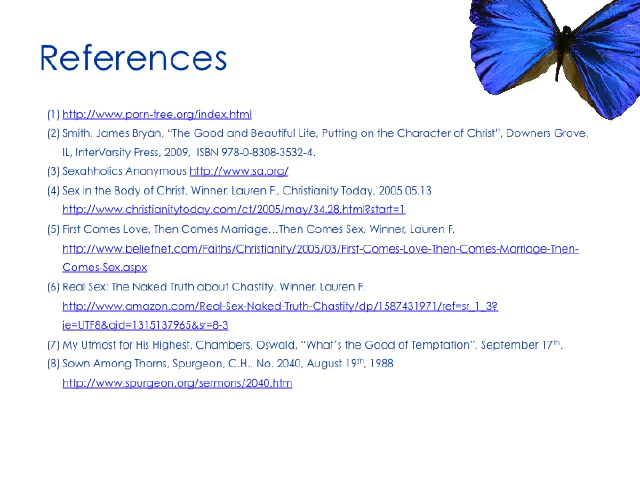 References
(1) http://www.porn-free.org/index.html
(2) Smith, James Bryan, “The Good and Beautiful Life, Putting on the Character of Christ”, Downers Grove,
IL, InterVarsity Press, 2009, ISBN 978-0-8308-3532-4.
(3) Sexahholics Anonymous http://www.sa.org/
(4) Sex in the Body of Christ, Winner, Lauren F., Christianity Today, 2005.05.13
http://www.christianitytoday.com/ct/2005/may/34.28.html?start=1
(5) First Comes Love, Then Comes Marriage…Then Comes Sex, Winner, Lauren F.
http://www.beliefnet.com/Faiths/Christianity/2005/03/First-Comes-Love-Then-Comes-Marriage-Then-
Comes-Sex.aspx
(6) Real Sex: The Naked Truth about Chastity, Winner, Lauren F.
http://www.amazon.com/Real-Sex-Naked-Truth-Chastity/dp/1587431971/ref=sr_1_3?
ie=UTF8&qid=1315137965&sr=8-3
(7) My Utmost for His Highest, Chambers, Oswald, “What’s the Good of Temptation”, September 17th.
(8) Sown Among Thorns, Spurgeon, C.H., No. 2040, August 19th, 1988
http://www.spurgeon.org/sermons/2040.htm